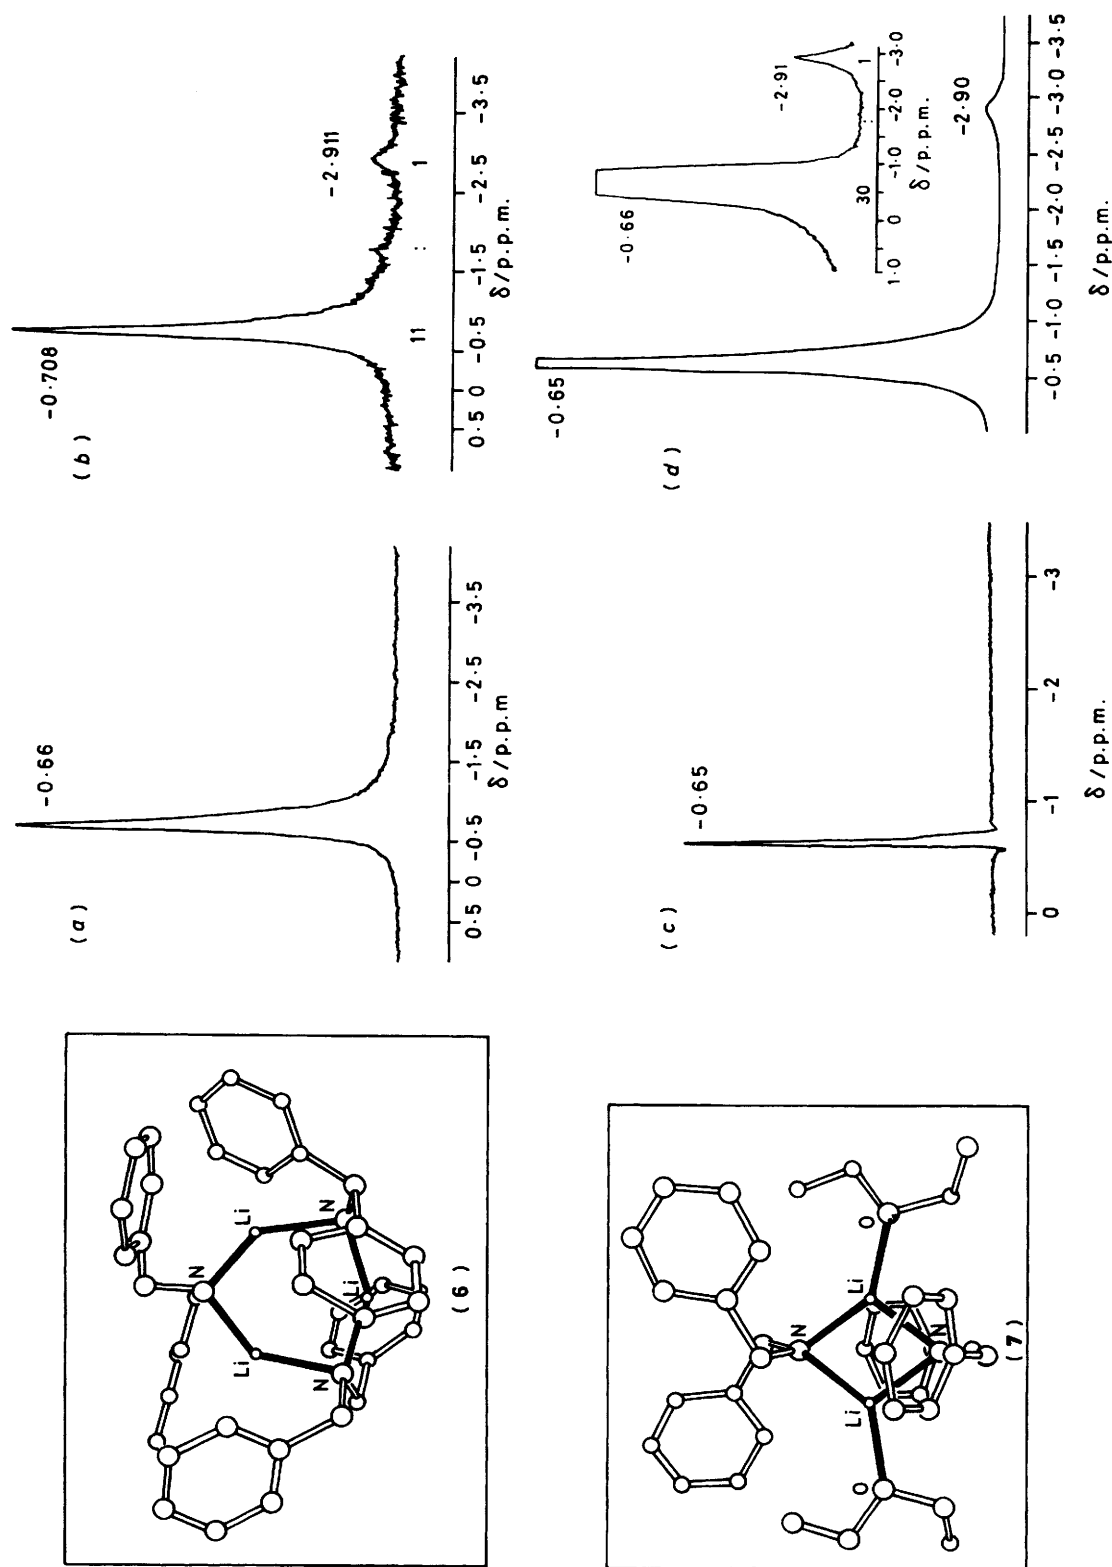 (a)
-0·66
0·5 0 -0·5 -1·5 -2·5 -3·5
δ/p.p.m
(b)
-0·708
-2·911
11 : 1
0·5 0 -0·5 -1·5 -2·5 -3·5
δ/p.p.m.
(c)
-0·65
0 -1 -2 -3
δ/p.p.m.
(d)
-0·65
-0·66
-2·91
30 : 1
1·0 0 -1·0 -2·0 -3·0
δ/p.p.m.
-2·90
-0·5 -1·0 -1·5 -2·0 -2·5 -3·0 -3·5
δ/p.p.m.
N
Li Li
N Li N
(6)
N
Li Li
O O
N
(7)